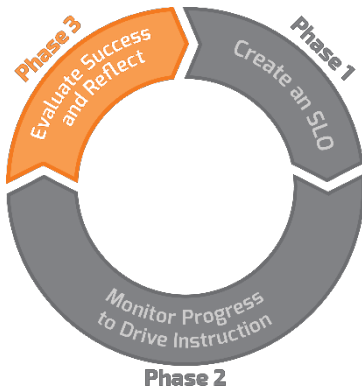 Phase 1
Create an SLO
Phase 2
Monitor Progress
to Drive Instruction
Phase 3
Evaluate Success
and Reflect